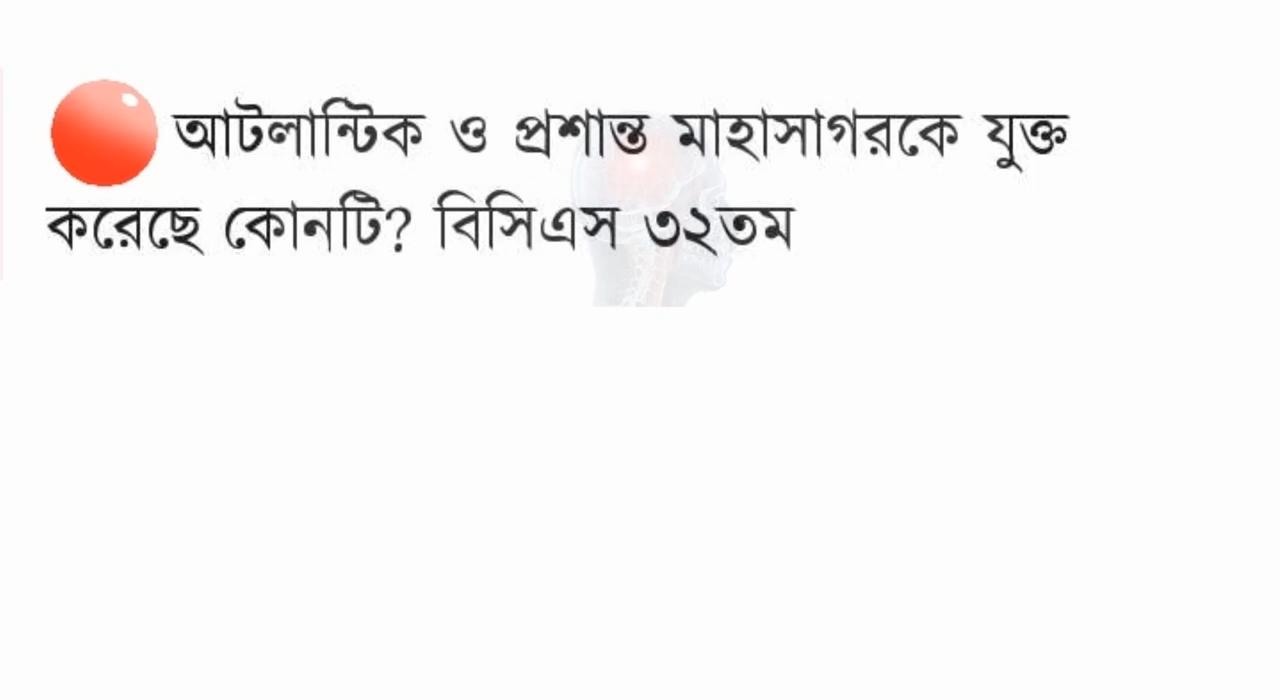 আটলান্টিক ও প্রশান্ত মাহাসাগরকে যুক্ত
করেছে কোনটি? বিসিএস ৩২তম